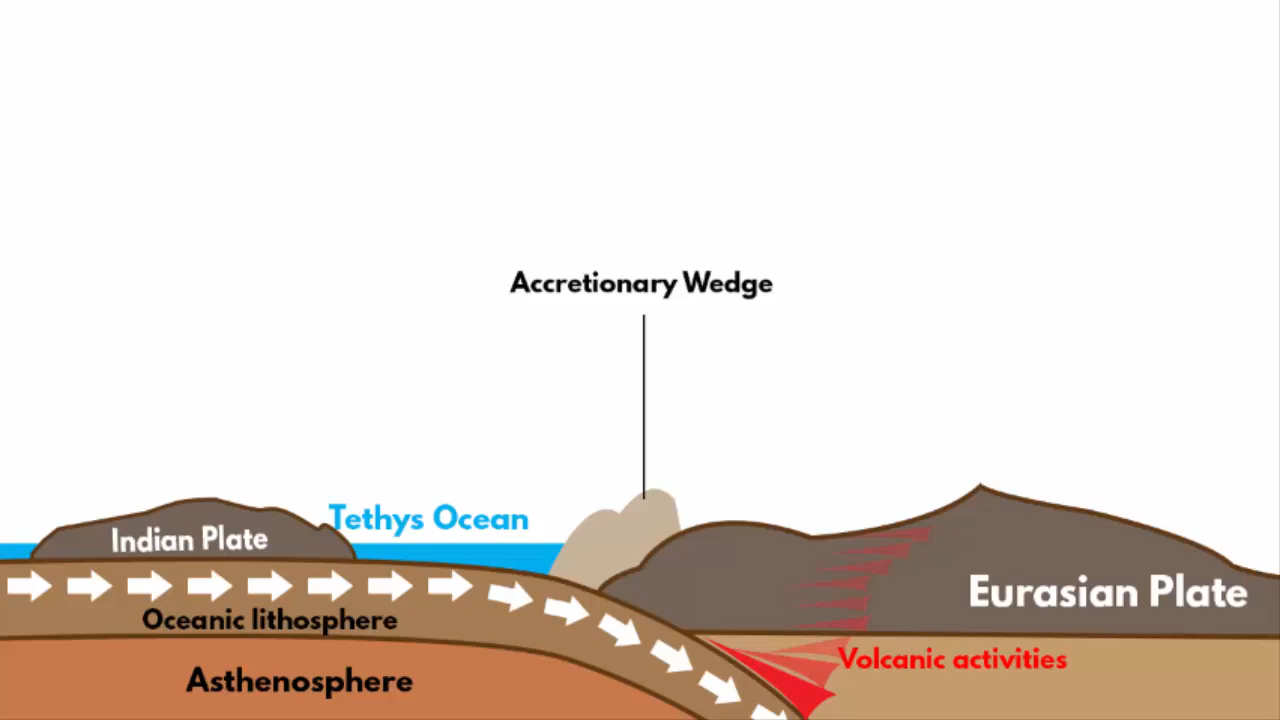 Accretionary Wedge
Tethys Ocean
Indian Plate
Eurasian Plate
Oceanic lithosphere
Volcanic activities
Asthenosphere